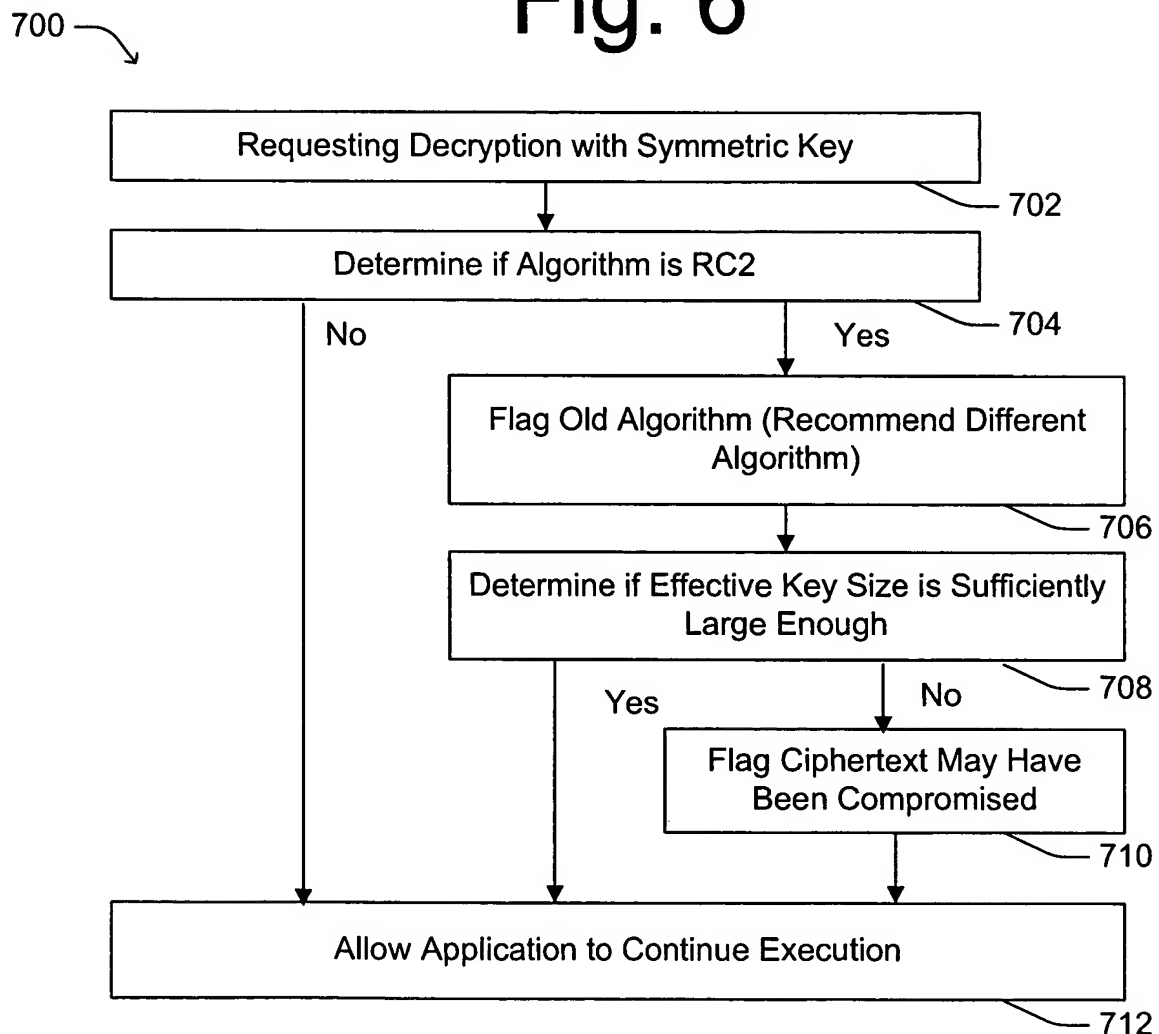 Fig. 6
700
Requesting Decryption with Symmetric Key
702
Determine if Algorithm is RC2
704
No
Yes
Flag Old Algorithm (Recommend Different
Algorithm)
706
Determine if Effective Key Size is Sufficiently
Large Enough
708
Yes
No
Flag Ciphertext May Have
Been Compromised
710
Allow Application to Continue Execution
712